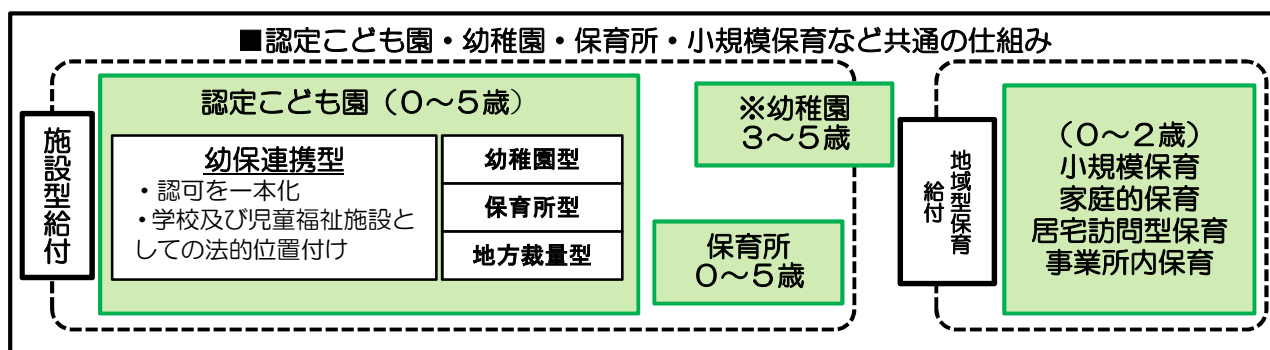 ■認定こども園・幼稚園・保育所・小規模保育など共通の仕組み
施設型給付
認定こども園（０～５歳）
幼保連携型
・認可を一本化
・学校及び児童福祉施設と
しての法的位置付け
幼稚園型
保育所型
地方裁量型
※幼稚園
３～５歳
保育所
０～５歳
地域型保育
給付
（０～２歳）
小規模保育
家庭的保育
居宅訪問型保育
事業所内保育